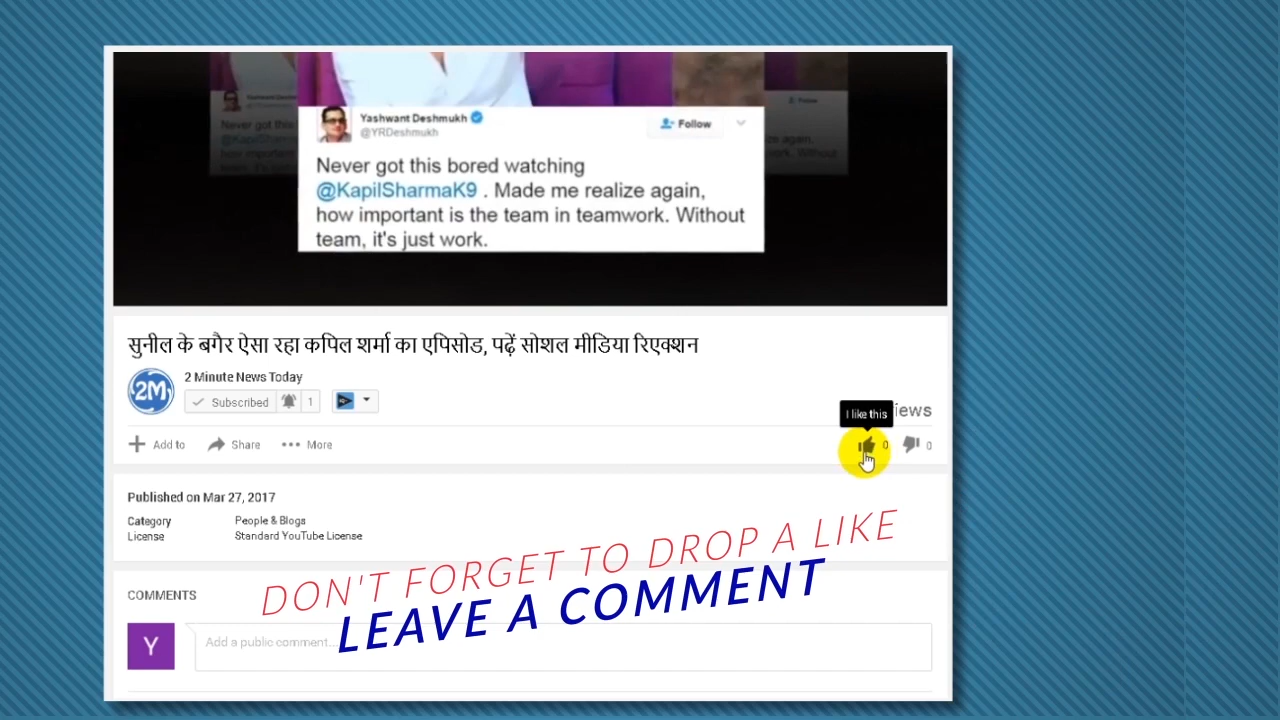 Yashwant Deshmukh
@YRDeshmukh
Follow
Never got this bored watching
@KapilSharmaK9 . Made me realize again,
how important is the team in teamwork. Without
team, it's just work.
सुनील के बगैर ऐसा रहा कपिल शर्मा का एपिसोड, पढ़ें सोशल मीडिया रिएक्शन
2M
2 Minute News Today
Subscribed 1
I like this
iews
Add to Share More 0 0
Published on Mar 27, 2017
Category People & Blogs
License Standard YouTube License
DON'T FORGET TO DROP A LIKE
LEAVE A COMMENT
COMMENTS
Y
Add a public comment...